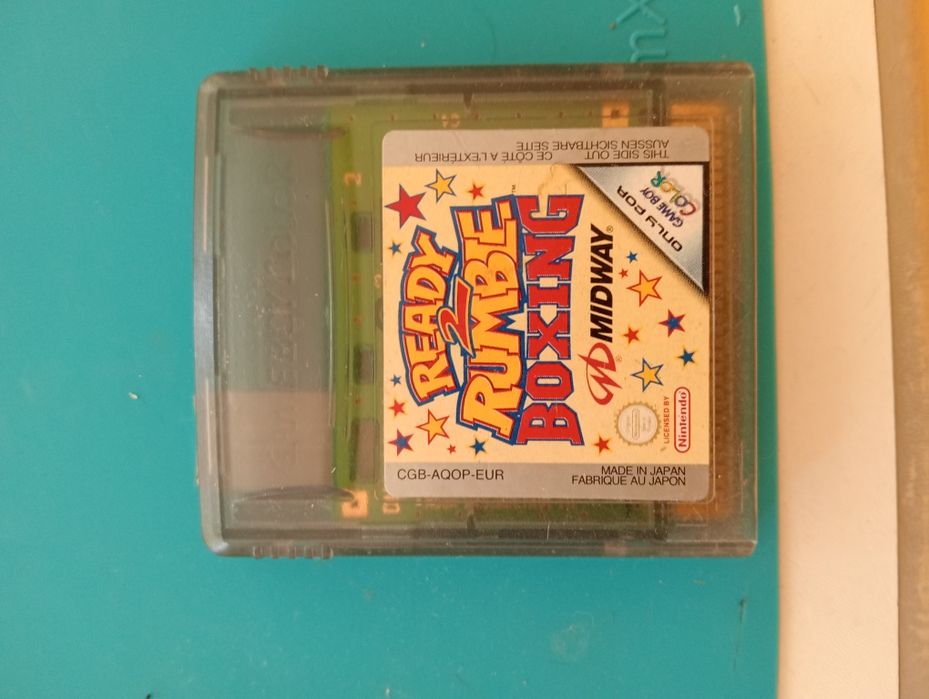 THIS SIDE OUT CE CÔTÉ A L'EXTÉRIEUR
AUSSEN SICHTBARE SEITE
READY
2
RUMBLE™
BOXING
MIDWAY®
ONLY FOR
GAME BOY
COLOR
LICENSED BY
Nintendo
CGB-AQOP-EUR
MADE IN JAPAN
FABRIQUE AU JAPON